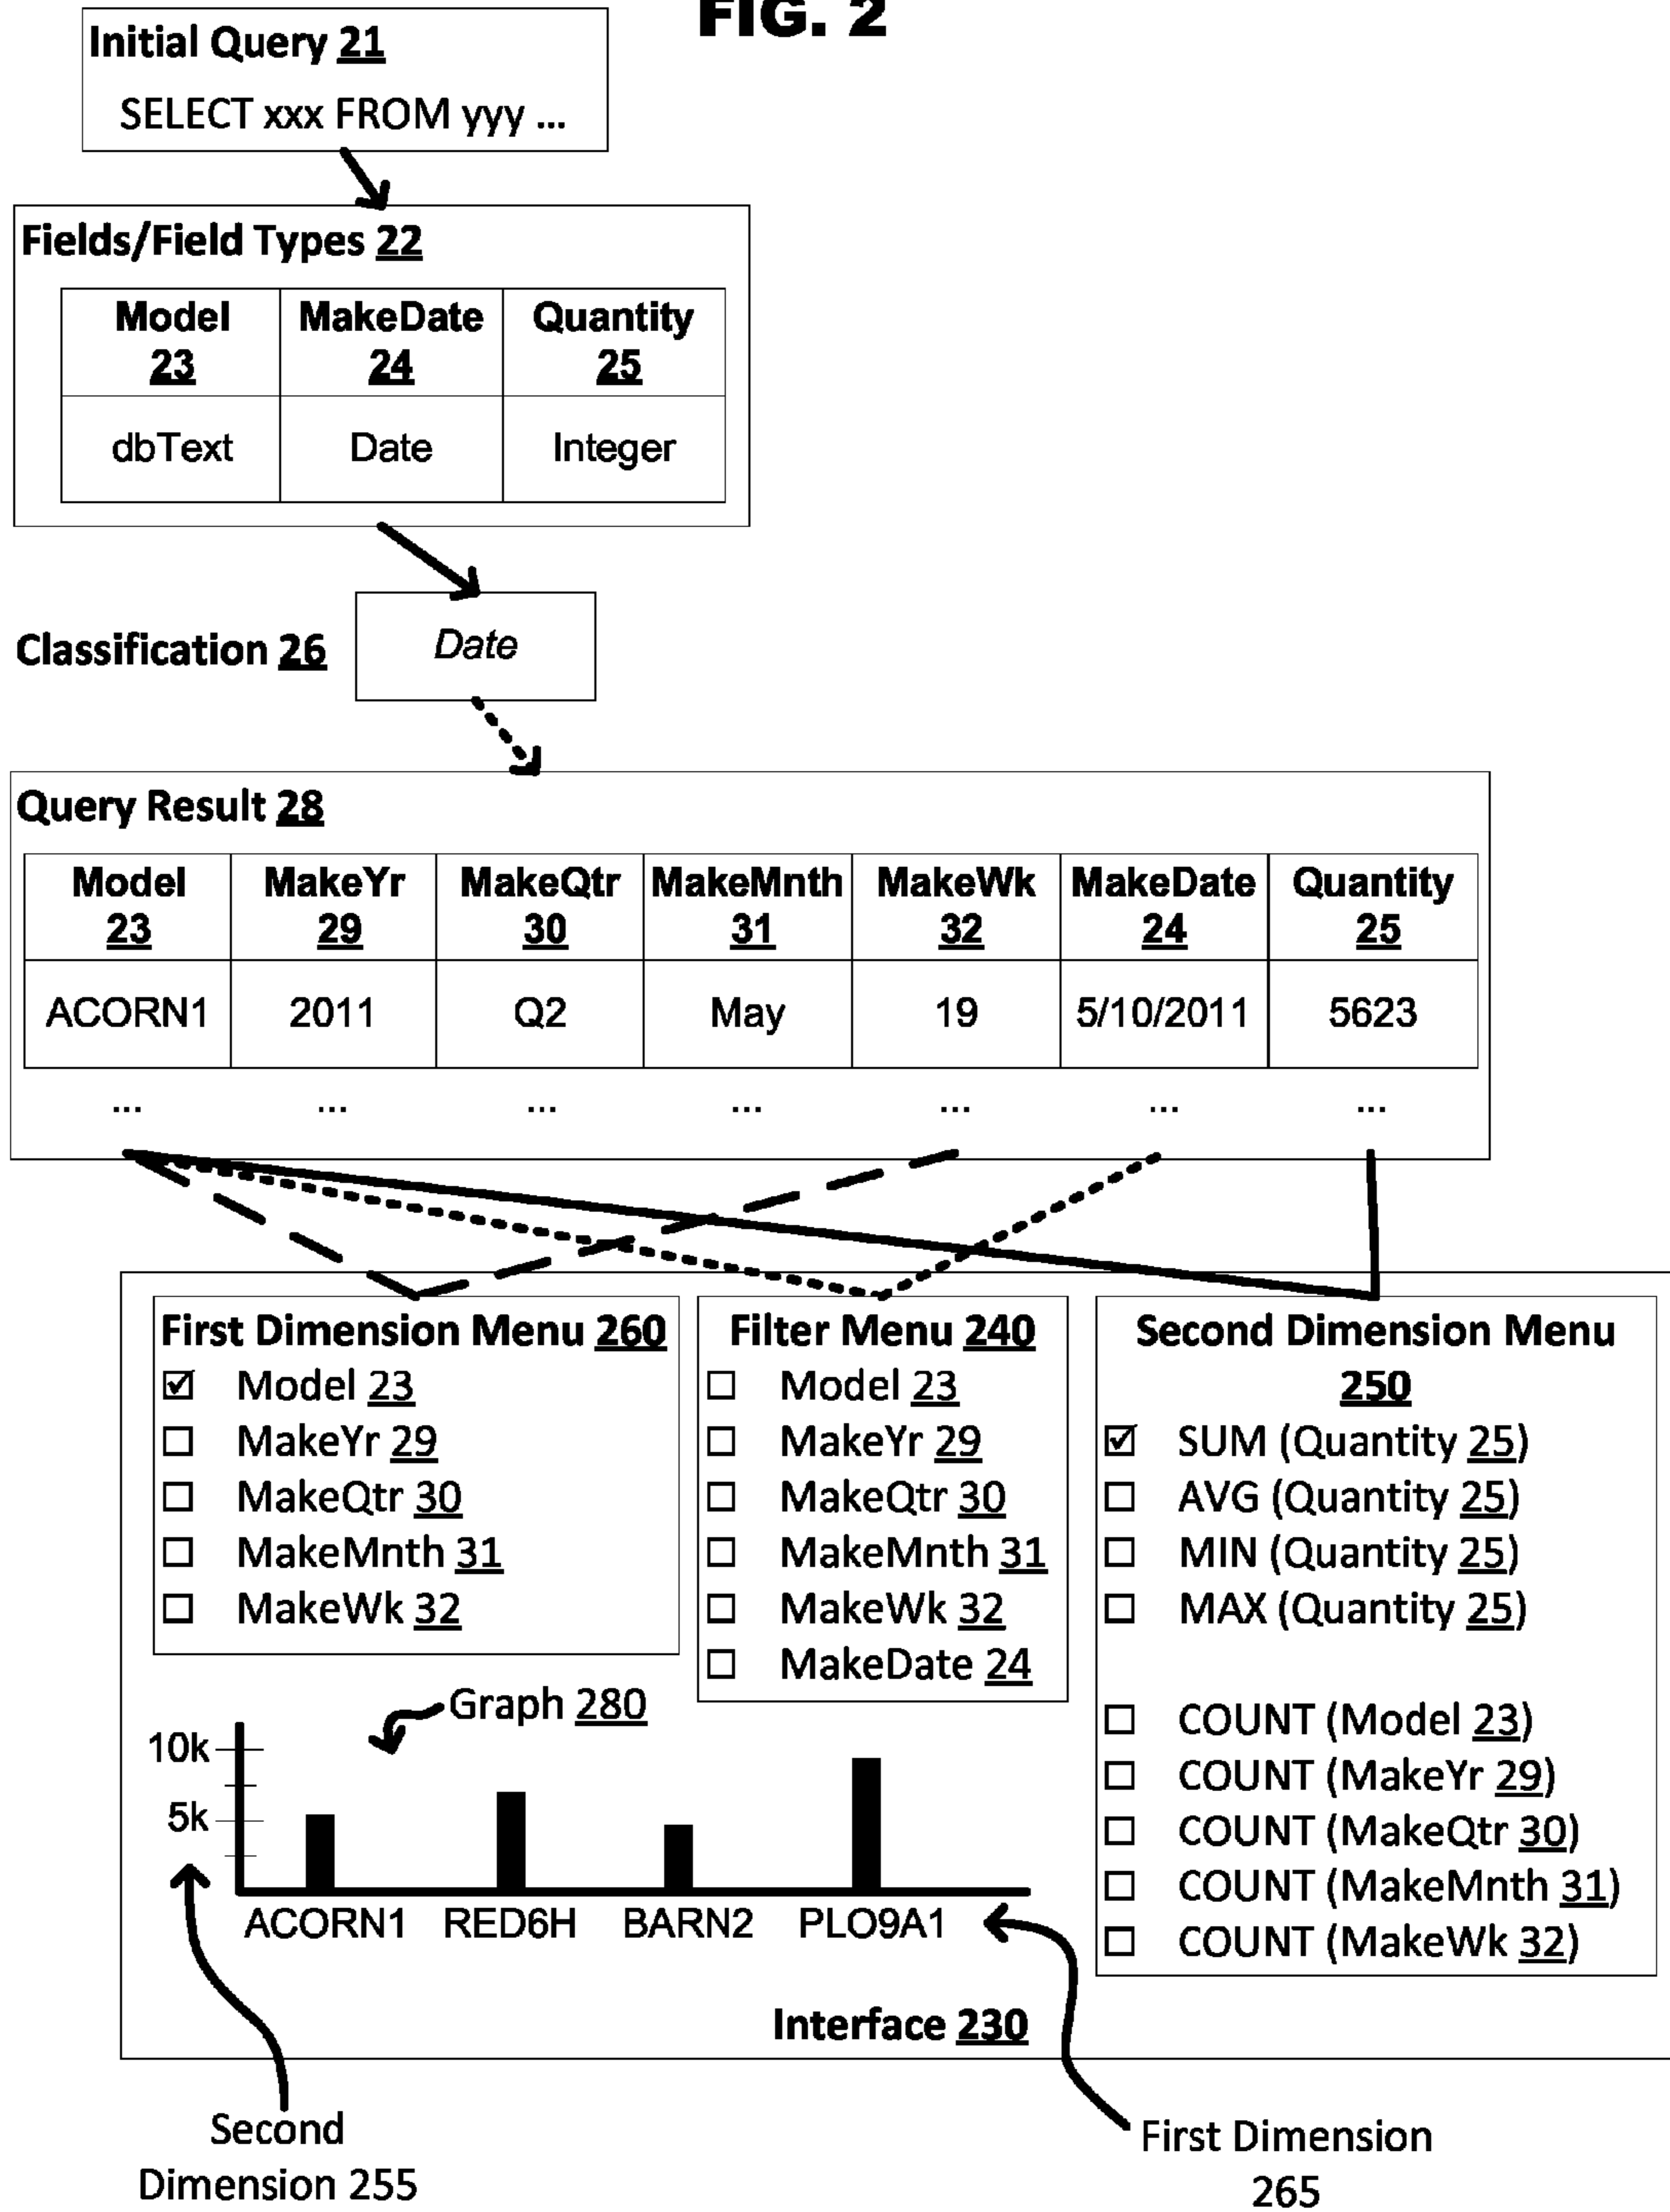 FIG. 2
Initial Query 21
SELECT xxx FROM yyy ...
Fields/Field Types 22
Model MakeDate Quantity
23 24 25
dbText Date Integer
Classification 26 Date
Query Result 28
Model MakeYr MakeQtr MakeMnth MakeWk MakeDate Quantity
23 29 30 31 32 24 25
ACORN1 2011 Q2 May 19 5/10/2011 5623
... ... ... ... ... ... ...
First Dimension Menu 260
Model 23
MakeYr 29
MakeQtr 30
MakeMnth 31
MakeWk 32
Filter Menu 240
Model 23
MakeYr 29
MakeQtr 30
MakeMnth 31
MakeWk 32
MakeDate 24
Second Dimension Menu
250
SUM (Quantity 25)
AVG (Quantity 25)
MIN (Quantity 25)
MAX (Quantity 25)
COUNT (Model 23)
COUNT (MakeYr 29)
COUNT (MakeQtr 30)
COUNT (MakeMnth 31)
COUNT (MakeWk 32)
Graph 280
10k
5k
ACORN1 RED6H BARN2 PLO9A1
Interface 230
Second
Dimension 255
First Dimension
265